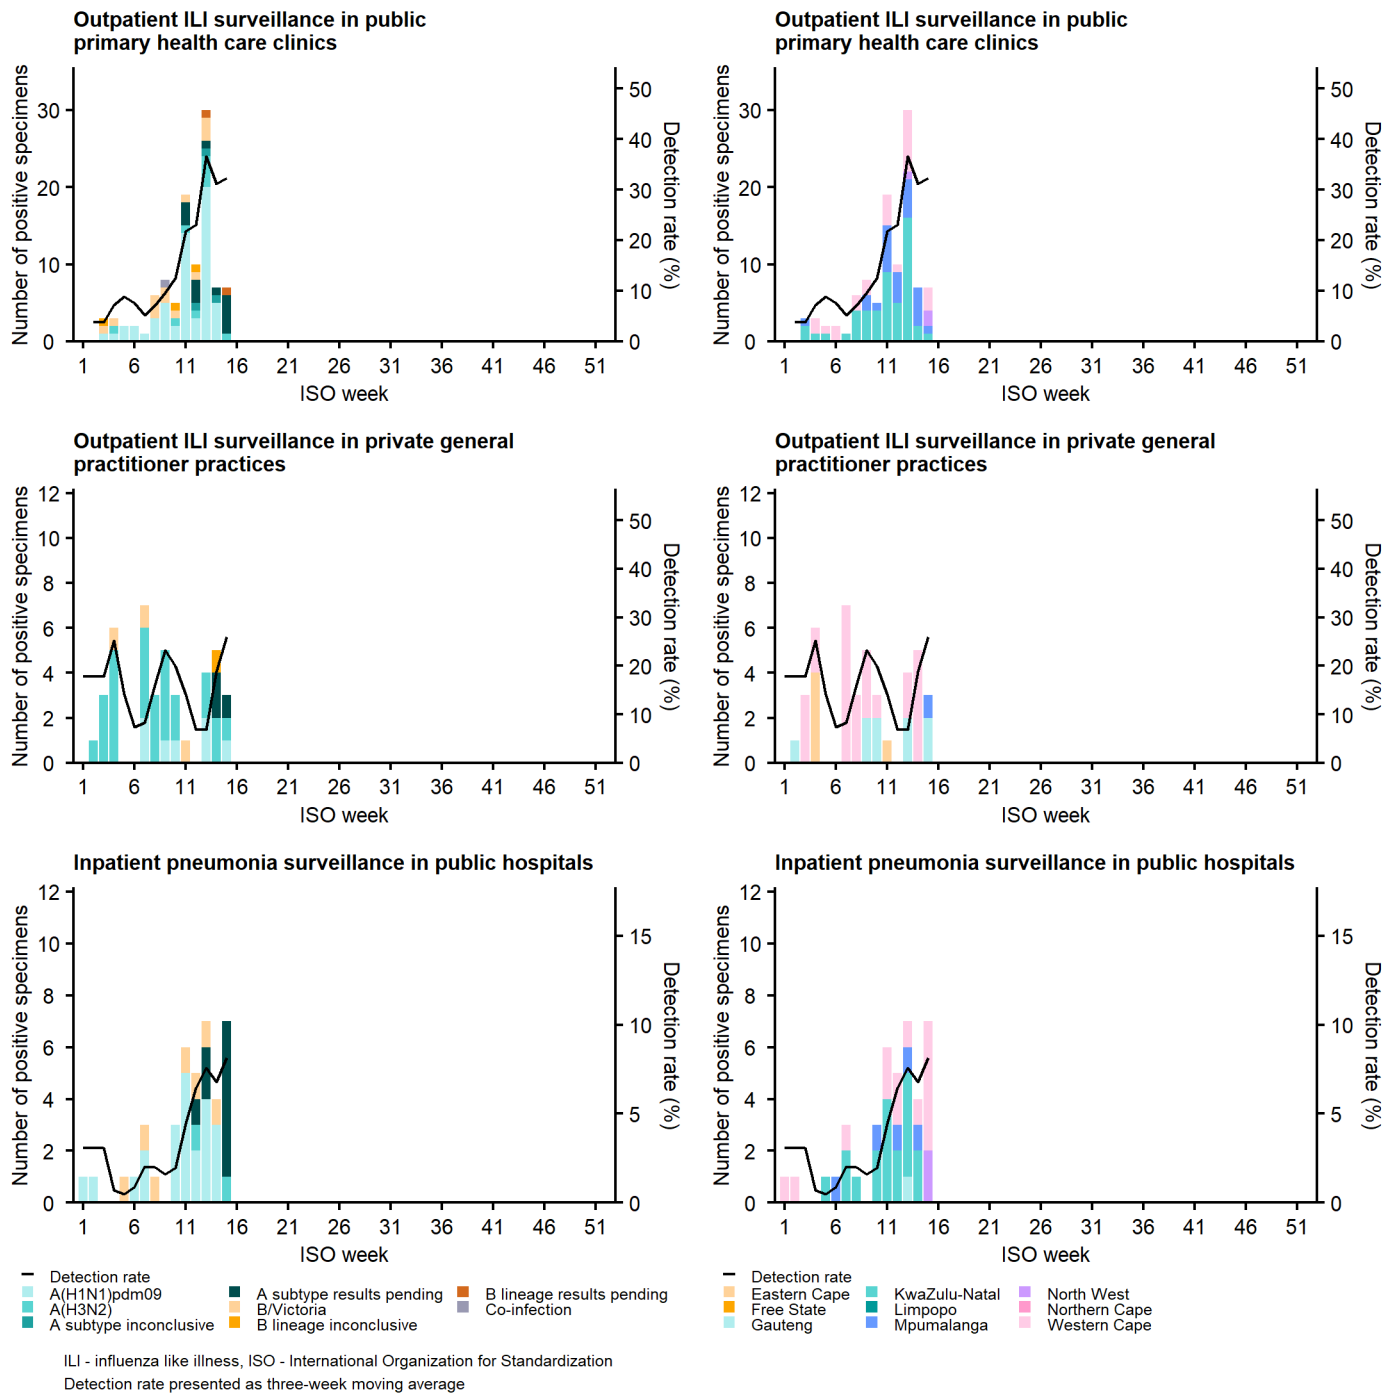 Outpatient ILI surveillance in public
primary health care clinics
Number of positive specimens
0
10
20
30
Detection rate (%)
0
10
20
30
40
50
1 6 11 16 21 26 31 36 41 46 51
ISO week
Outpatient ILI surveillance in public
primary health care clinics
Number of positive specimens
0
10
20
30
Detection rate (%)
0
10
20
30
40
50
1 6 11 16 21 26 31 36 41 46 51
ISO week
Outpatient ILI surveillance in private general
practitioner practices
Number of positive specimens
0
2
4
6
8
10
12
Detection rate (%)
0
10
20
30
40
50
1 6 11 16 21 26 31 36 41 46 51
ISO week
Outpatient ILI surveillance in private general
practitioner practices
Number of positive specimens
0
2
4
6
8
10
12
Detection rate (%)
0
10
20
30
40
50
1 6 11 16 21 26 31 36 41 46 51
ISO week
Inpatient pneumonia surveillance in public hospitals
Number of positive specimens
0
2
4
6
8
10
12
Detection rate (%)
0
5
10
15
1 6 11 16 21 26 31 36 41 46 51
ISO week
Inpatient pneumonia surveillance in public hospitals
Number of positive specimens
0
2
4
6
8
10
12
Detection rate (%)
0
5
10
15
1 6 11 16 21 26 31 36 41 46 51
ISO week
Detection rate
A(H1N1)pdm09
A(H3N2)
A subtype inconclusive
A subtype results pending
B/Victoria
B lineage inconclusive
B lineage results pending
Co-infection
Detection rate
Eastern Cape
Free State
Gauteng
KwaZulu-Natal
Limpopo
Mpumalanga
North West
Northern Cape
Western Cape
ILI - influenza like illness, ISO - International Organization for Standardization
Detection rate presented as three-week moving average